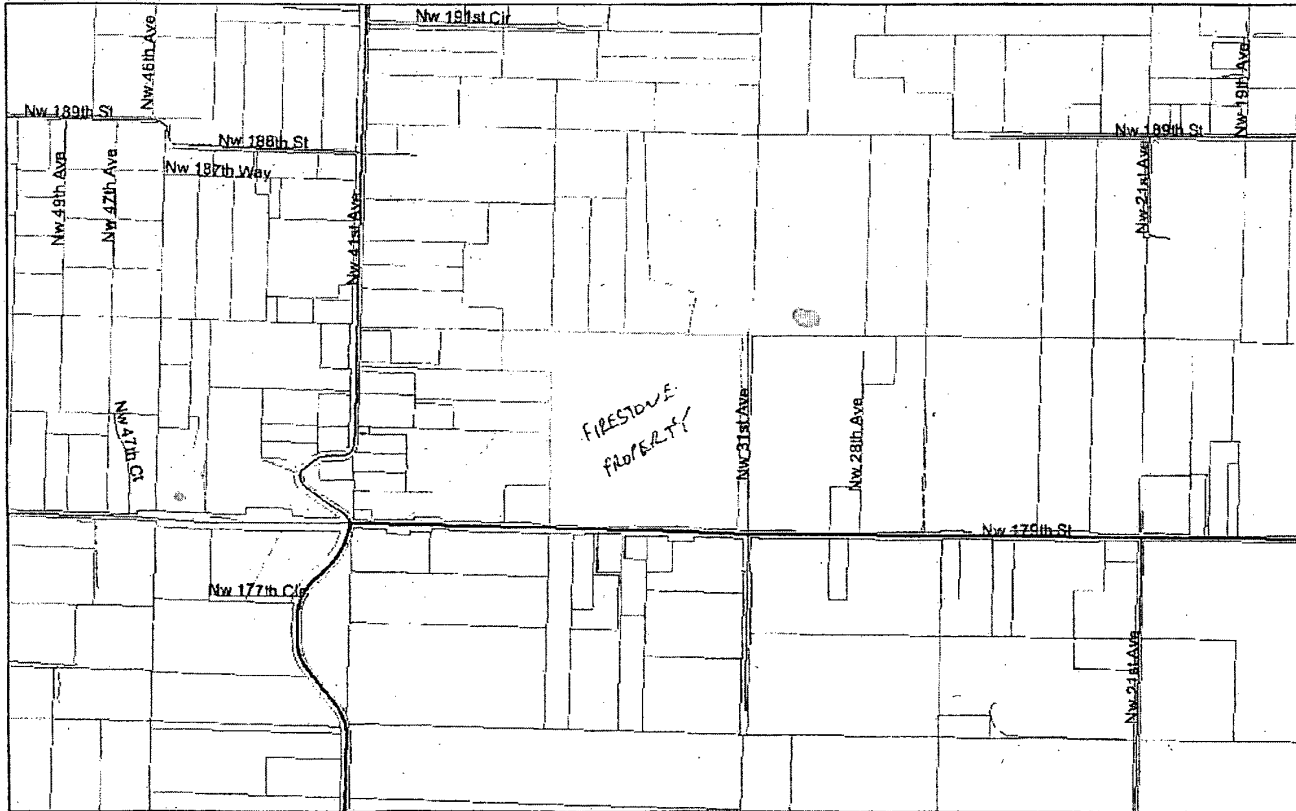 Nw 191st Cir
Nw 46th Ave
Nw 19th Ave
Nw 189th St
Nw 189th St
Nw 188th St
Nw 187th Way
Nw 49th Ave
Nw 47th Ave
Nw 41st Ave
Nw 21st Ave
FIRESTONE
PROPERTY
Nw 47th Ct
Nw 31st Ave
Nw 28th Ave
Nw 179th St
Nw 177th Cir
Nw 21st Ave